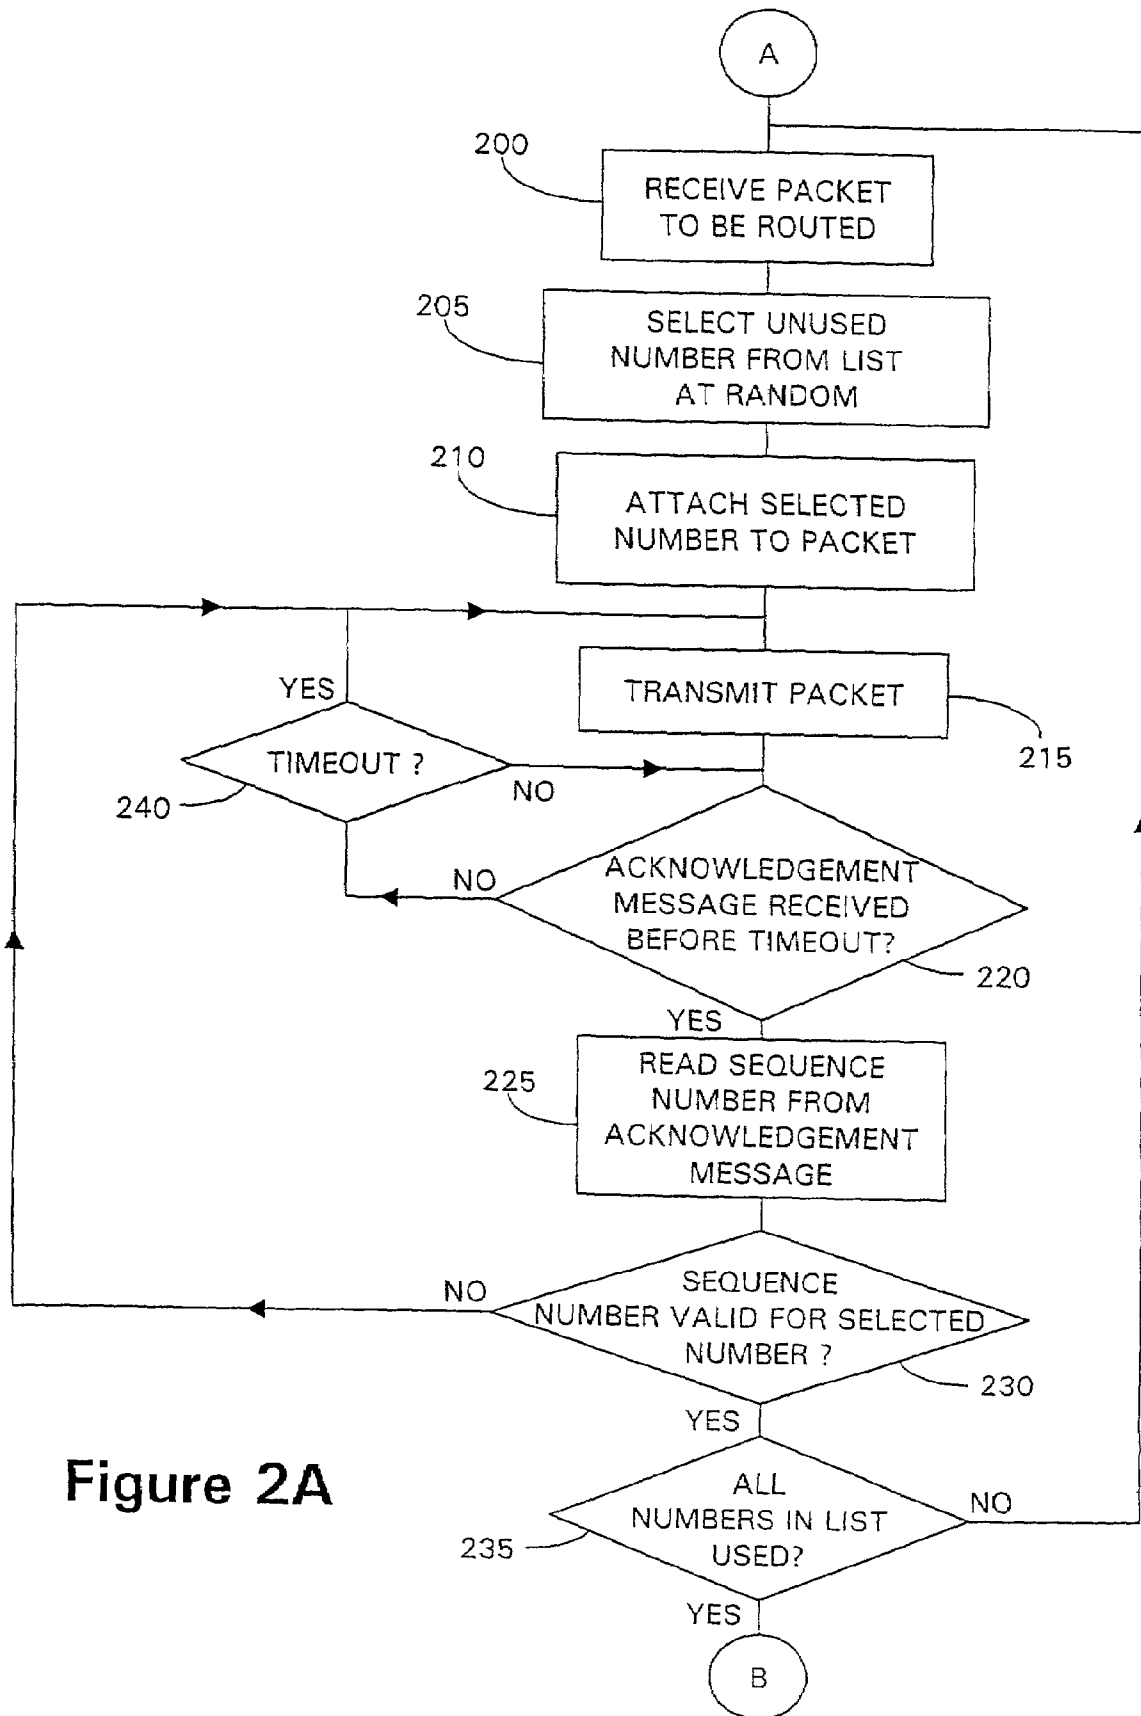 A
200
RECEIVE PACKET
TO BE ROUTED
205
SELECT UNUSED
NUMBER FROM LIST
AT RANDOM
210
ATTACH SELECTED
NUMBER TO PACKET
YES
TRANSMIT PACKET
215
TIMEOUT ?
NO
240
NO
ACKNOWLEDGEMENT
MESSAGE RECEIVED
BEFORE TIMEOUT?
220
YES
225
READ SEQUENCE
NUMBER FROM
ACKNOWLEDGEMENT
MESSAGE
NO
SEQUENCE
NUMBER VALID FOR SELECTED
NUMBER ?
230
YES
Figure 2A
ALL
NUMBERS IN LIST
USED?
NO
235
YES
B